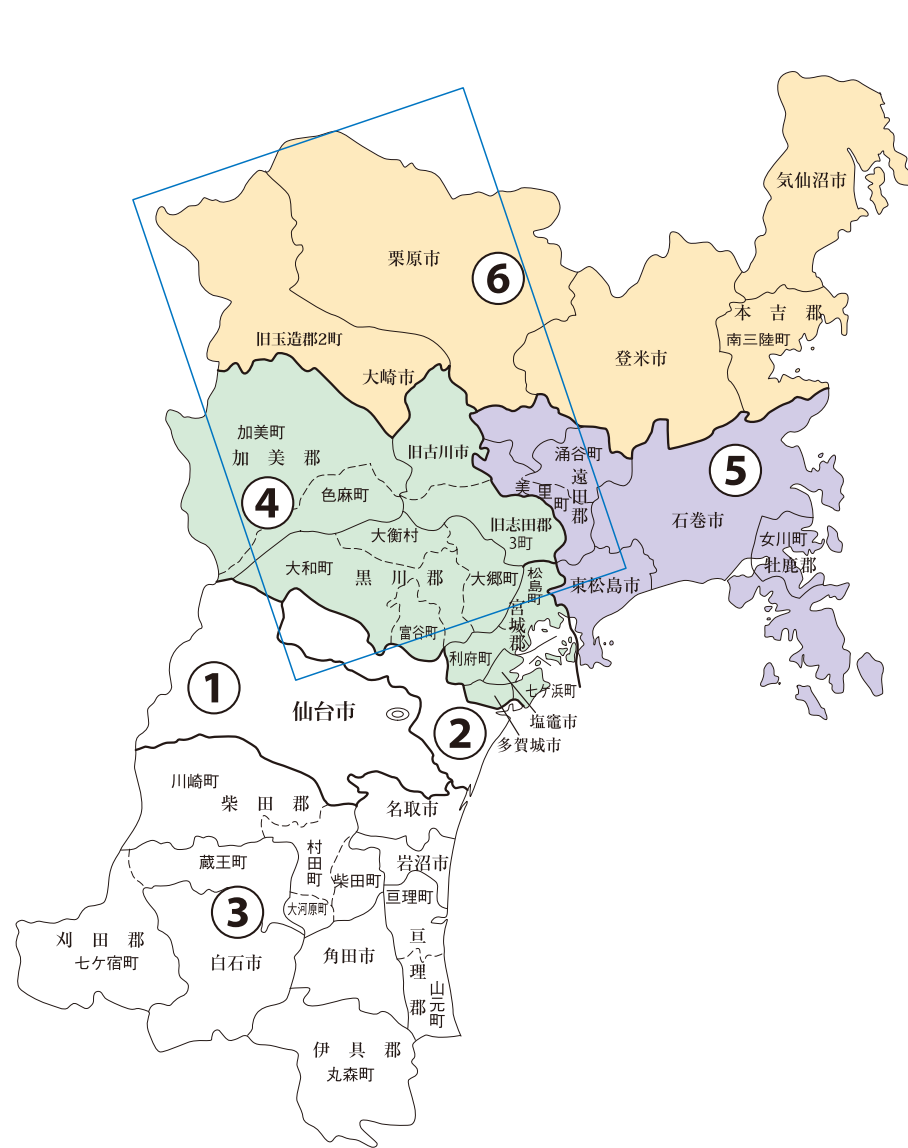 気仙沼市
栗原市
⑥
本吉郡
南三陸町
旧玉造郡2町
登米市
大崎市
加美町
加美郡
旧古川市
涌谷町
遠田郡
⑤
④
色麻町
美里町
石巻市
旧志田郡
3町
大衡村
女川町
牡鹿郡
大和町
黒川郡
大郷町
松島町
東松島市
宮城郡
富谷町
利府町
①
七ケ浜町
仙台市
塩竈市
②
多賀城市
川崎町
柴田郡
名取市
村田町
蔵王町
岩沼市
柴田町
亘理町
③
大河原町
刈田郡
七ケ宿町
白石市
角田市
亘理郡
山元町
伊具郡
丸森町